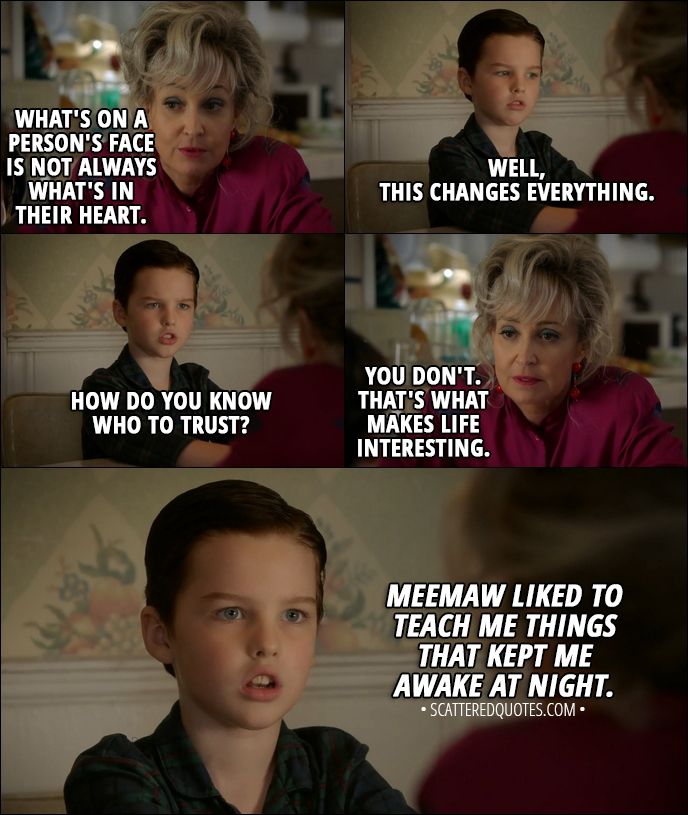 WHAT'S ON A
PERSON'S FACE
IS NOT ALWAYS
WHAT'S IN
THEIR HEART.
WELL,
THIS CHANGES EVERYTHING.
HOW DO YOU KNOW
WHO TO TRUST?
YOU DON'T.
THAT'S WHAT
MAKES LIFE
INTERESTING.
MEEMAW LIKED TO
TEACH ME THINGS
THAT KEPT ME
AWAKE AT NIGHT.
• SCATTEREDQUOTES.COM •